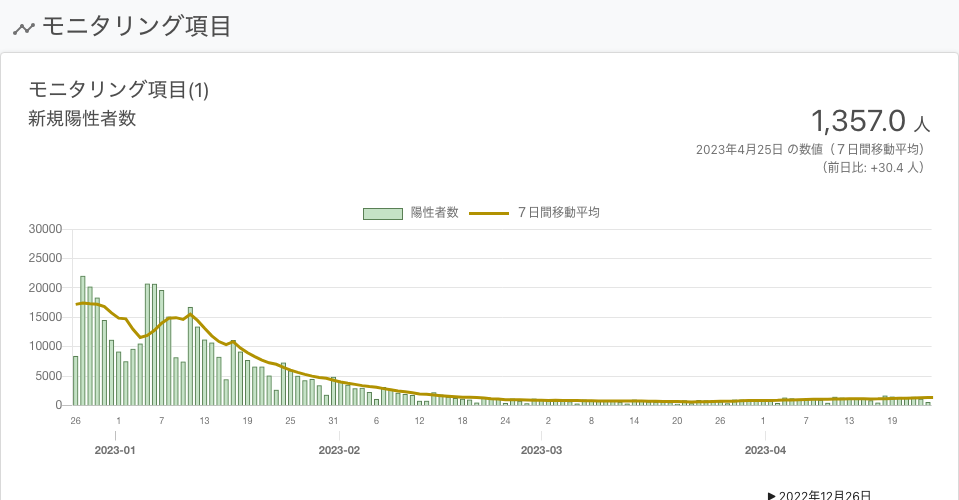 モニタリング項目
モニタリング項目(1)
新規陽性者数
1,357.0 人
2023年4月25日 の数値（７日間移動平均）
（前日比: +30.4 人）
陽性者数 ７日間移動平均
30000
25000
20000
15000
10000
5000
0
26 1 7 13 19 25 31 6 12 18 24 2 8 14 20 26 1 7 13 19
2023-01 2023-02 2023-03 2023-04
▶ 2022年12月26日